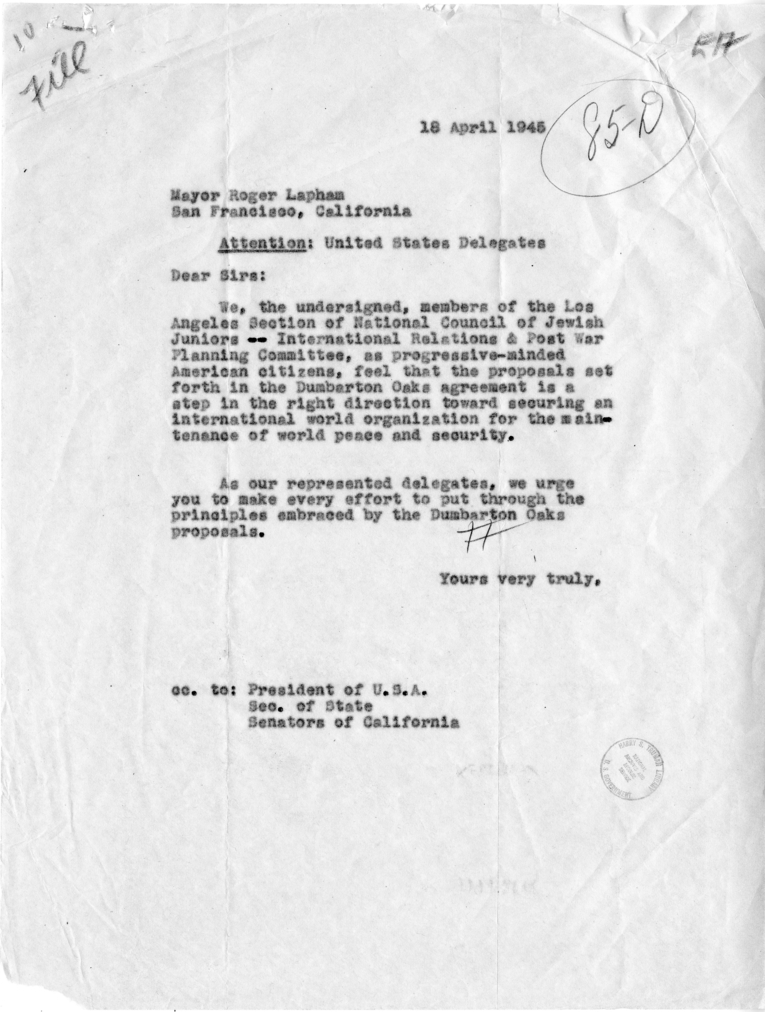 10
File
18 April 1945
85-D
Mayor Roger Lapham
San Francisco, California
Attention: United States Delegates
Dear Sirs:
We, the undersigned, members of the Los
Angeles Section of National Council of Jewish
Juniors -- International Relations & Post War
Planning Committee, as progressive-minded
American citizens, feel that the proposals set
forth in the Dumbarton Oaks agreement is a
step in the right direction toward securing an
international world organization for the main-
tenance of world peace and security.
As our represented delegates, we urge
you to make every effort to put through the
principles embraced by the Dumbarton Oaks
proposals.
Yours very truly,
cc. to: President of U.S.A.
Sec. of State
Senators of California
HARRY S. TRUMAN LIBRARY